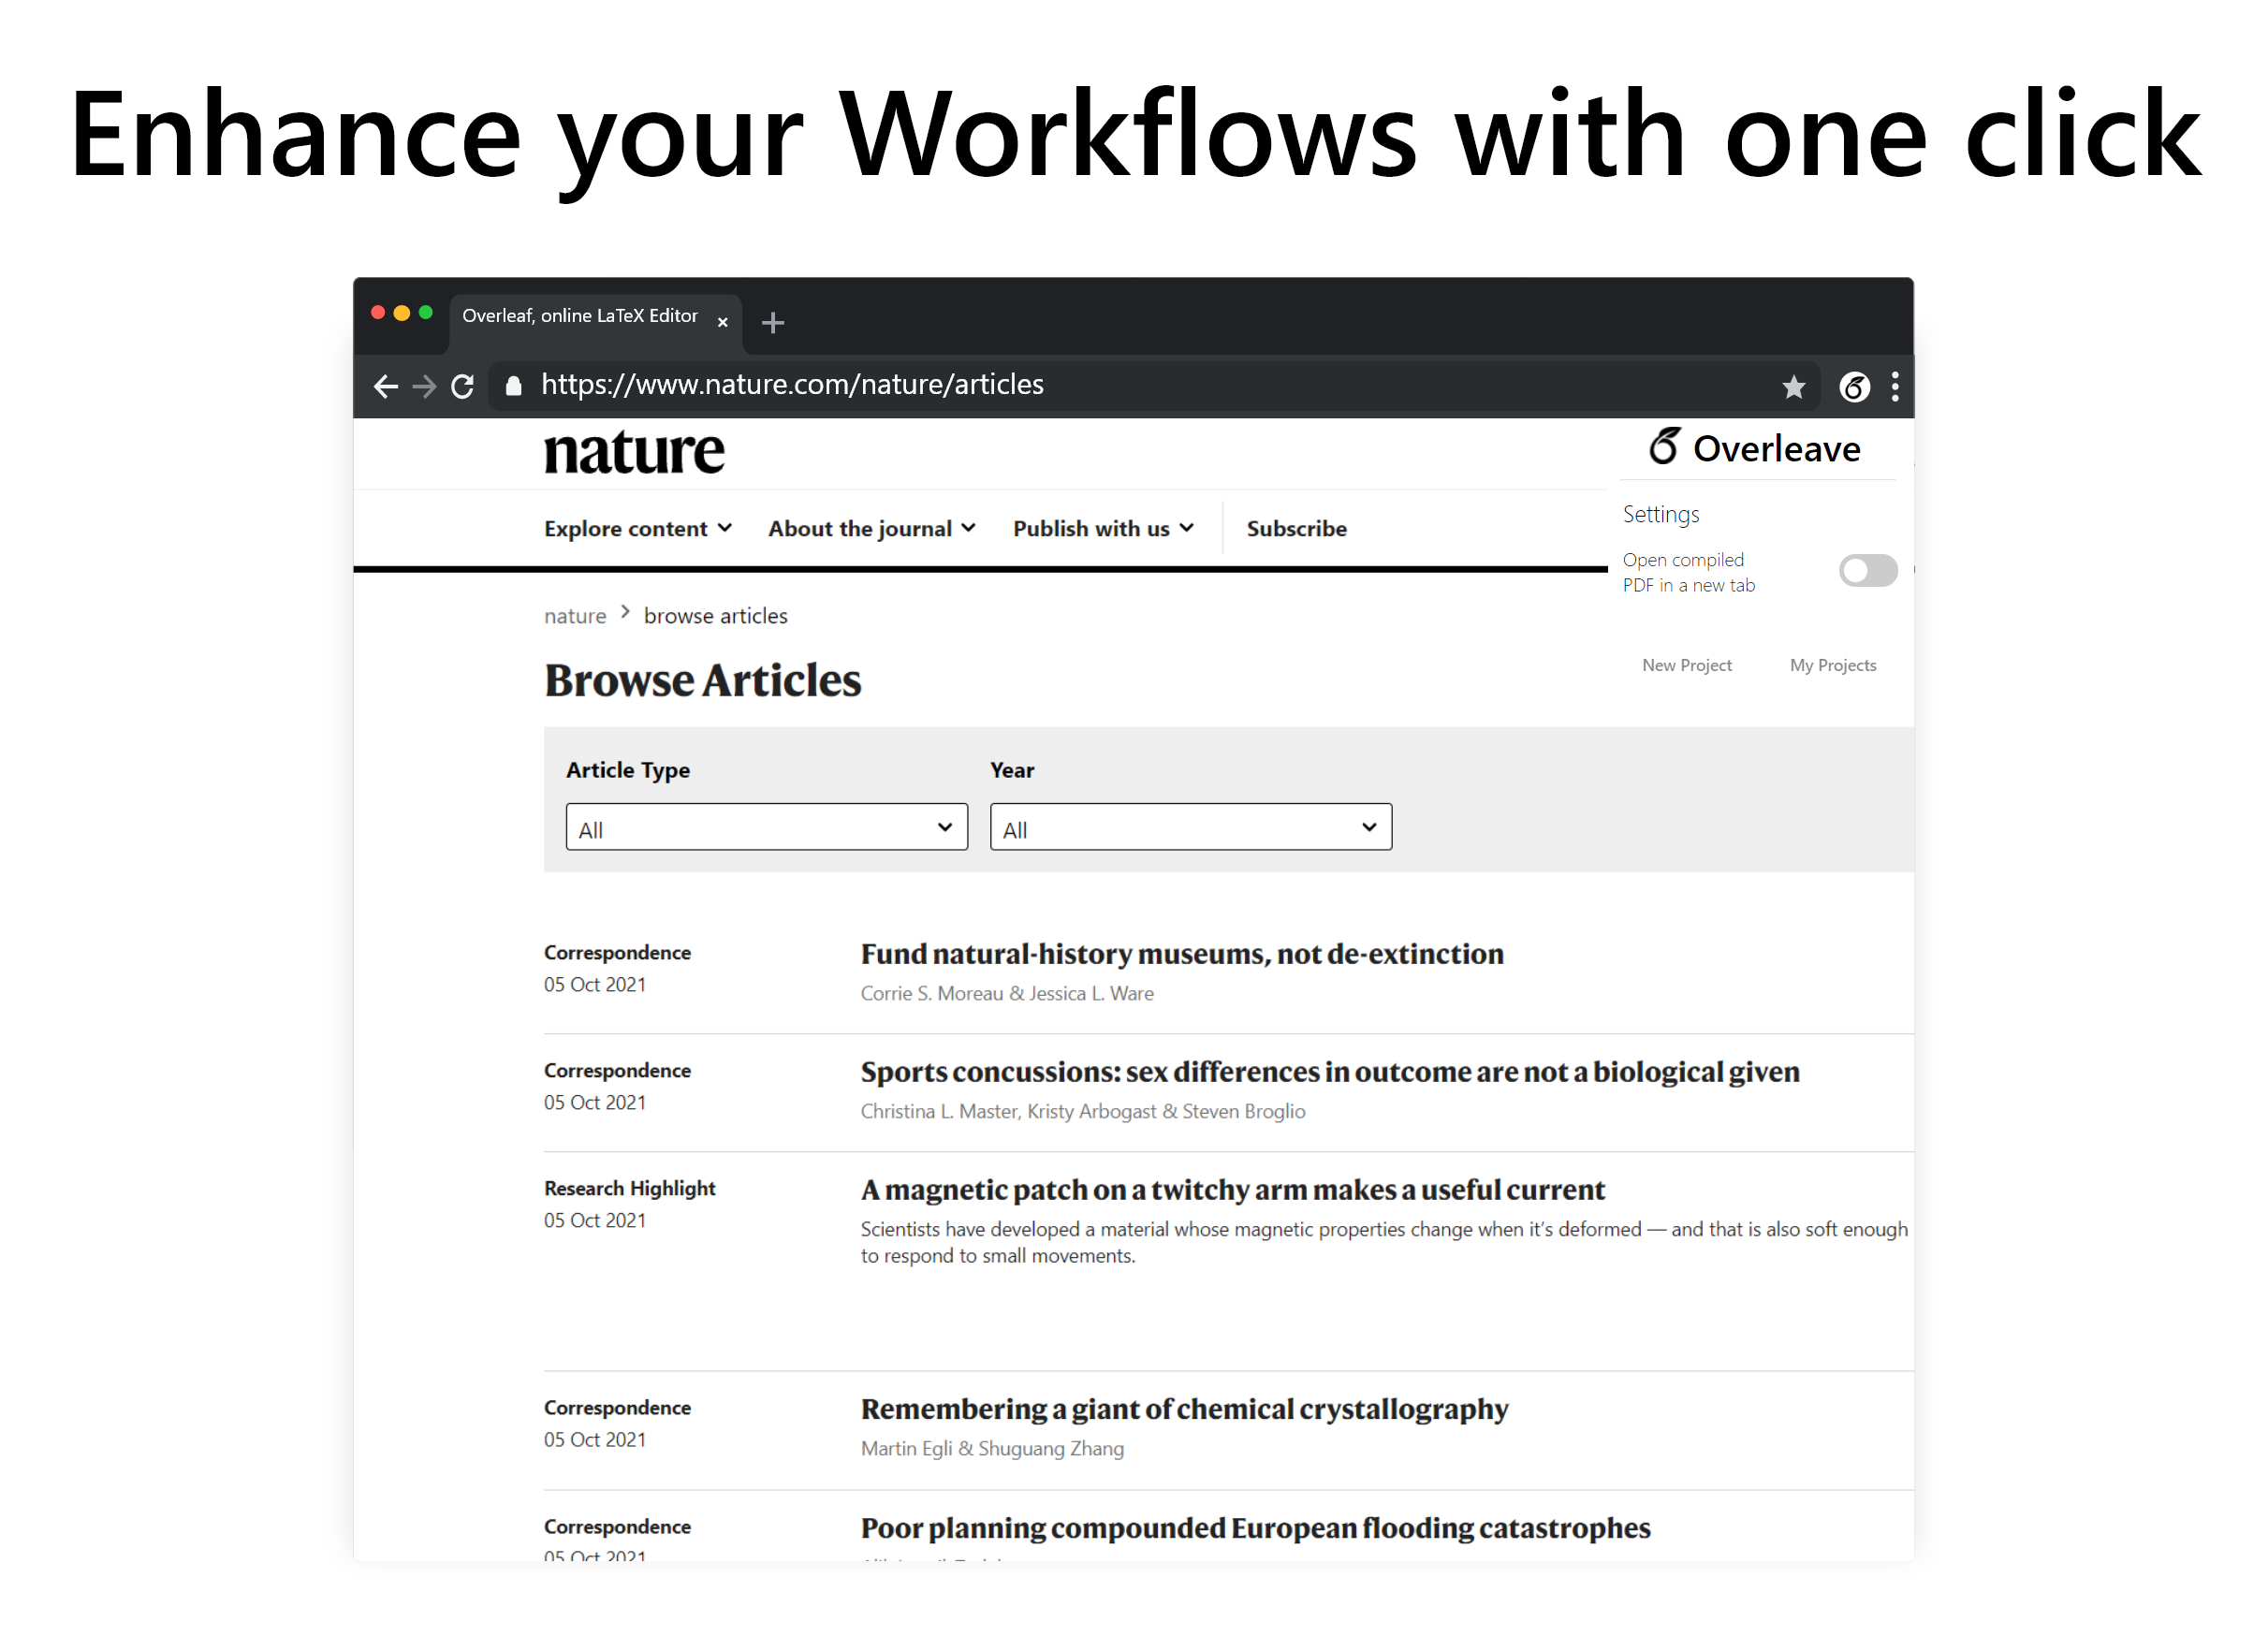 Enhance your Workflows with one click
Overleaf, online LaTeX Editor
https://www.nature.com/nature/articles
nature
Overleave
Explore content
About the journal
Publish with us
Subscribe
Settings
Open compiled
PDF in a new tab
nature
browse articles
New Project
My Projects
Browse Articles
Article Type
Year
All
All
Correspondence
05 Oct 2021
Fund natural-history museums, not de-extinction
Corrie S. Moreau & Jessica L. Ware
Correspondence
05 Oct 2021
Sports concussions: sex differences in outcome are not a biological given
Christina L. Master, Kristy Arbogast & Steven Broglio
Research Highlight
05 Oct 2021
A magnetic patch on a twitchy arm makes a useful current
Scientists have developed a material whose magnetic properties change when it's deformed — and that is also soft enough
to respond to small movements.
Correspondence
05 Oct 2021
Remembering a giant of chemical crystallography
Martin Egli & Shuguang Zhang
Correspondence
05 Oct 2021
Poor planning compounded European flooding catastrophes